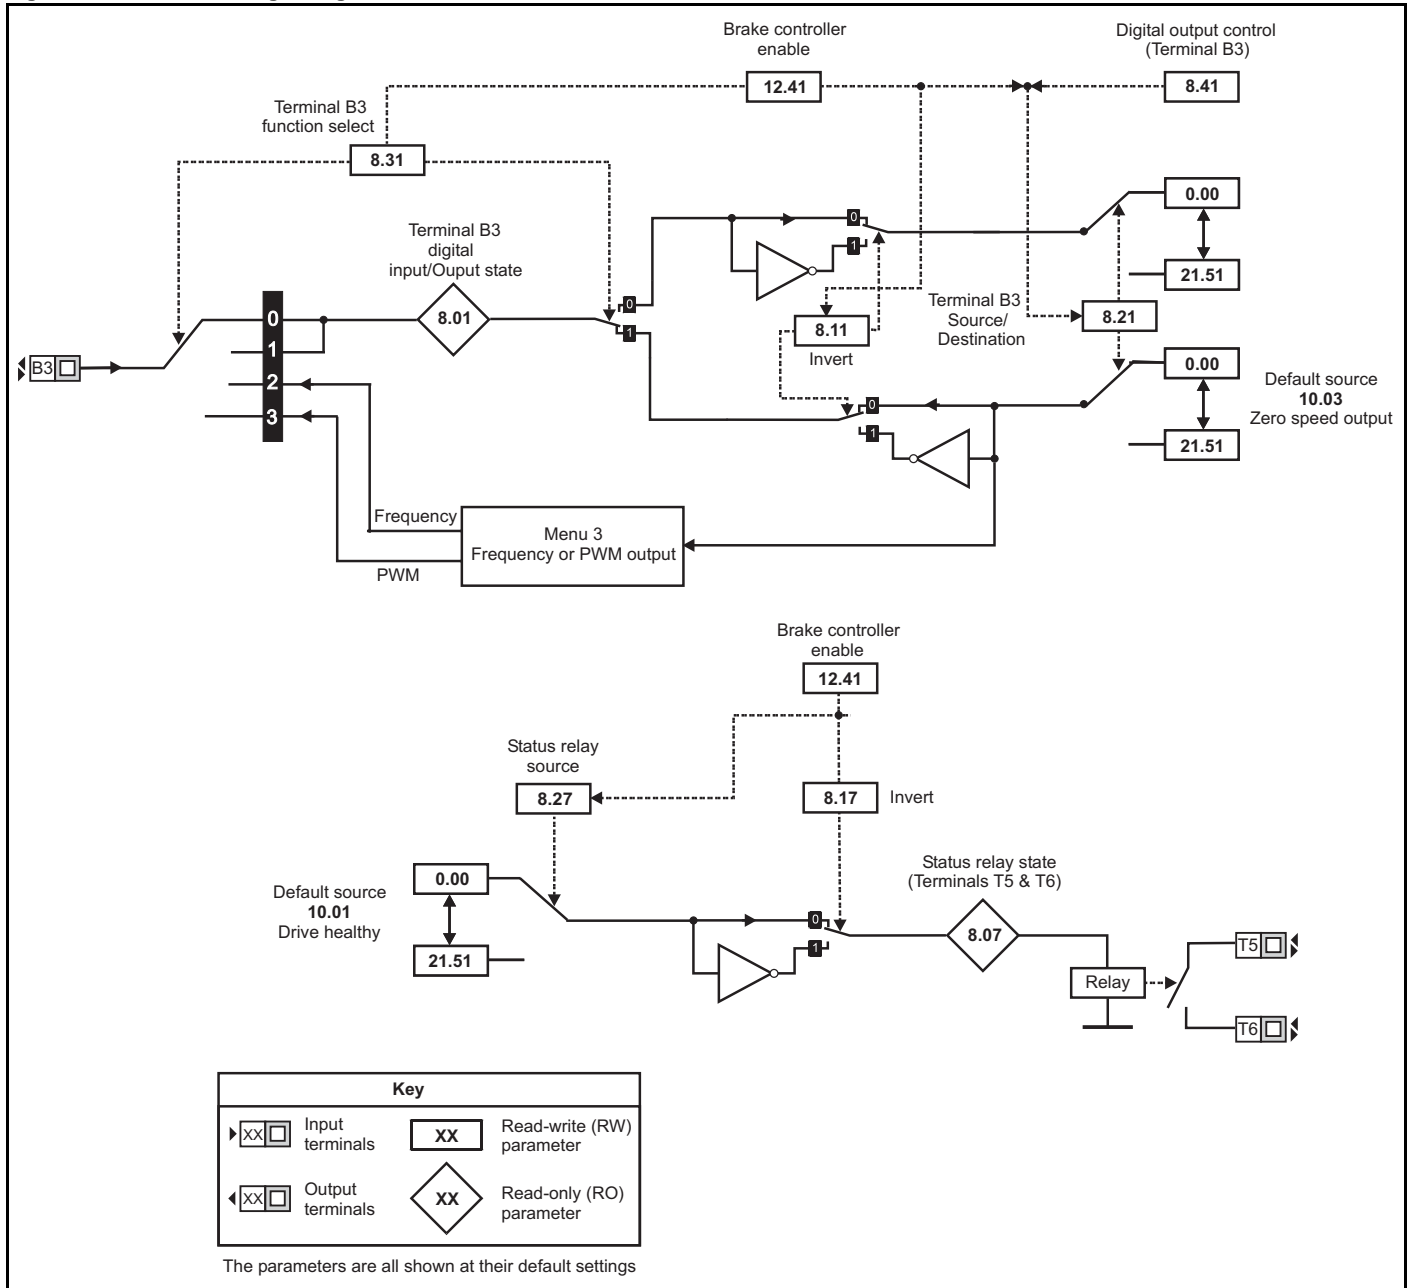 Brake controller
enable
12.41
Digital output control
(Terminal B3)
8.41
Terminal B3
function select
8.31
Terminal B3
digital
input/Ouput state
8.01
B3
0
1
2
3
0
1
0
1
8.11
Invert
Terminal B3
Source/
Destination
8.21
0.00
21.51
0
1
0.00
21.51
Default source
10.03
Zero speed output
Frequency
PWM
Menu 3
Frequency or PWM output
Brake controller
enable
12.41
Status relay
source
8.27
8.17
Invert
Default source
10.01
Drive healthy
0.00
21.51
0
1
Status relay state
(Terminals T5 & T6)
8.07
Relay
T5
T6
Key
XX
Input
terminals
XX
Read-write (RW)
parameter
XX
Output
terminals
XX
Read-only (RO)
parameter
The parameters are all shown at their default settings